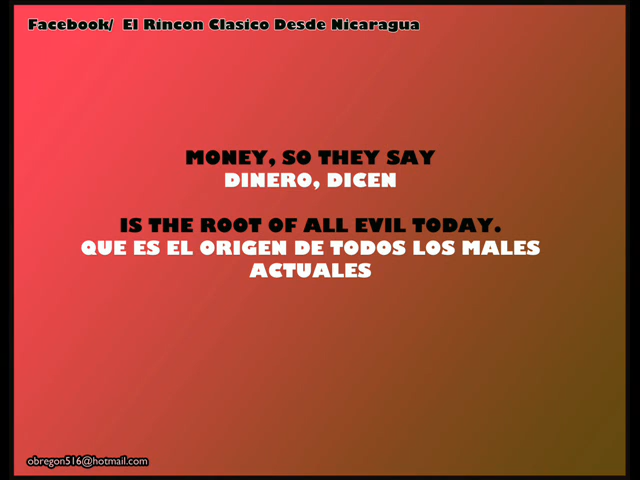 Facebook/ El Rincon Clasico Desde Nicaragua
MONEY, SO THEY SAY
DINERO, DICEN
IS THE ROOT OF ALL EVIL TODAY.
QUE ES EL ORIGEN DE TODOS LOS MALES
ACTUALES
obregon516@hotmail.com